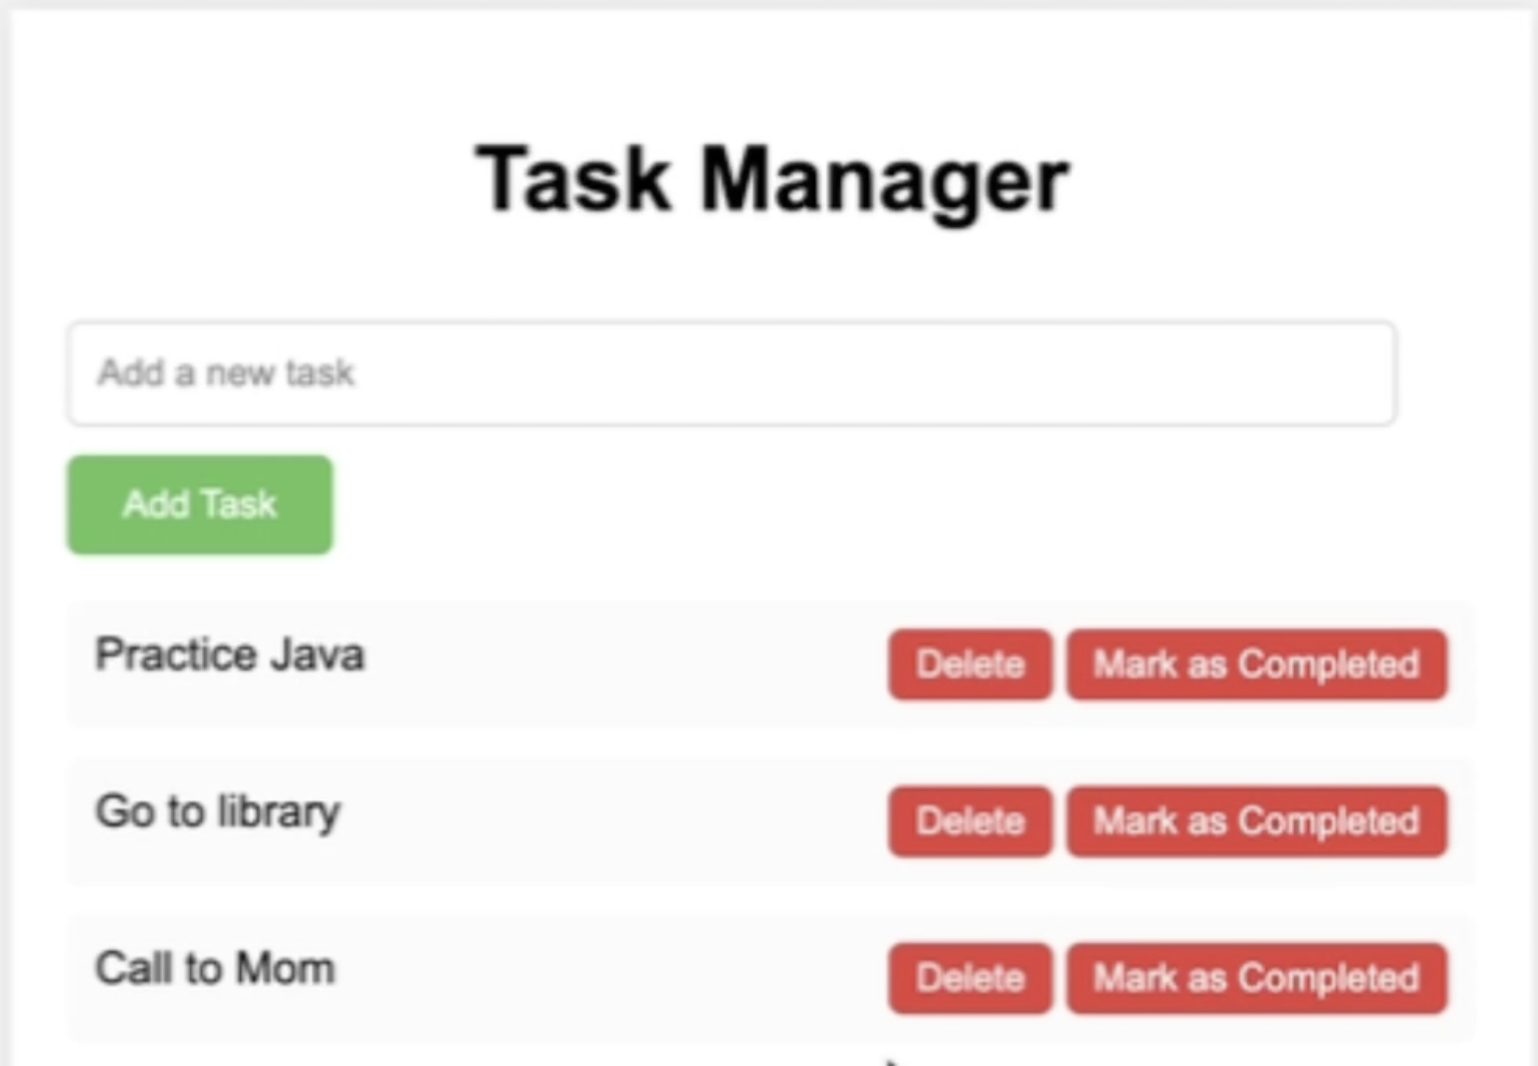 Task Manager
Add a new task
Add Task
Practice Java Delete Mark as Completed
Go to library Delete Mark as Completed
Call to Mom Delete Mark as Completed